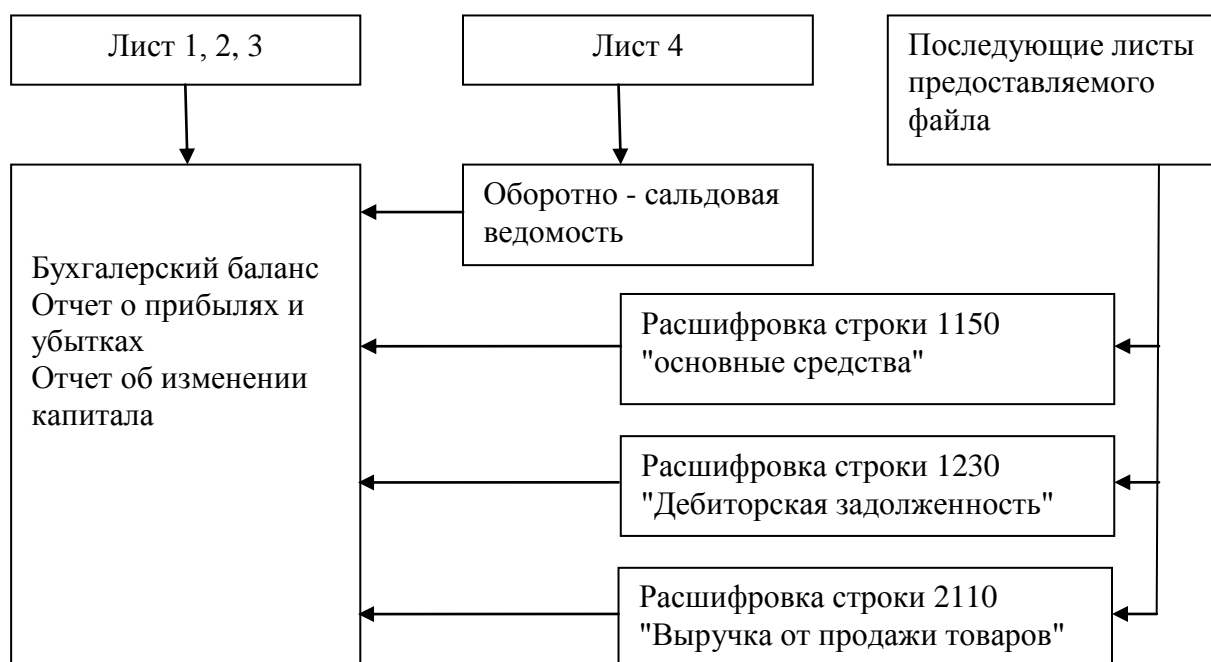 Лист 1, 2, 3
Лист 4
Последующие листы
предоставляемого
файла
Оборотно - сальдовая
ведомость
Бухгалерский баланс
Отчет о прибылях и
убытках
Отчет об изменении
капитала
Расшифровка строки 1150
"основные средства"
Расшифровка строки 1230
"Дебиторская задолженность"
Расшифровка строки 2110
"Выручка от продажи товаров"